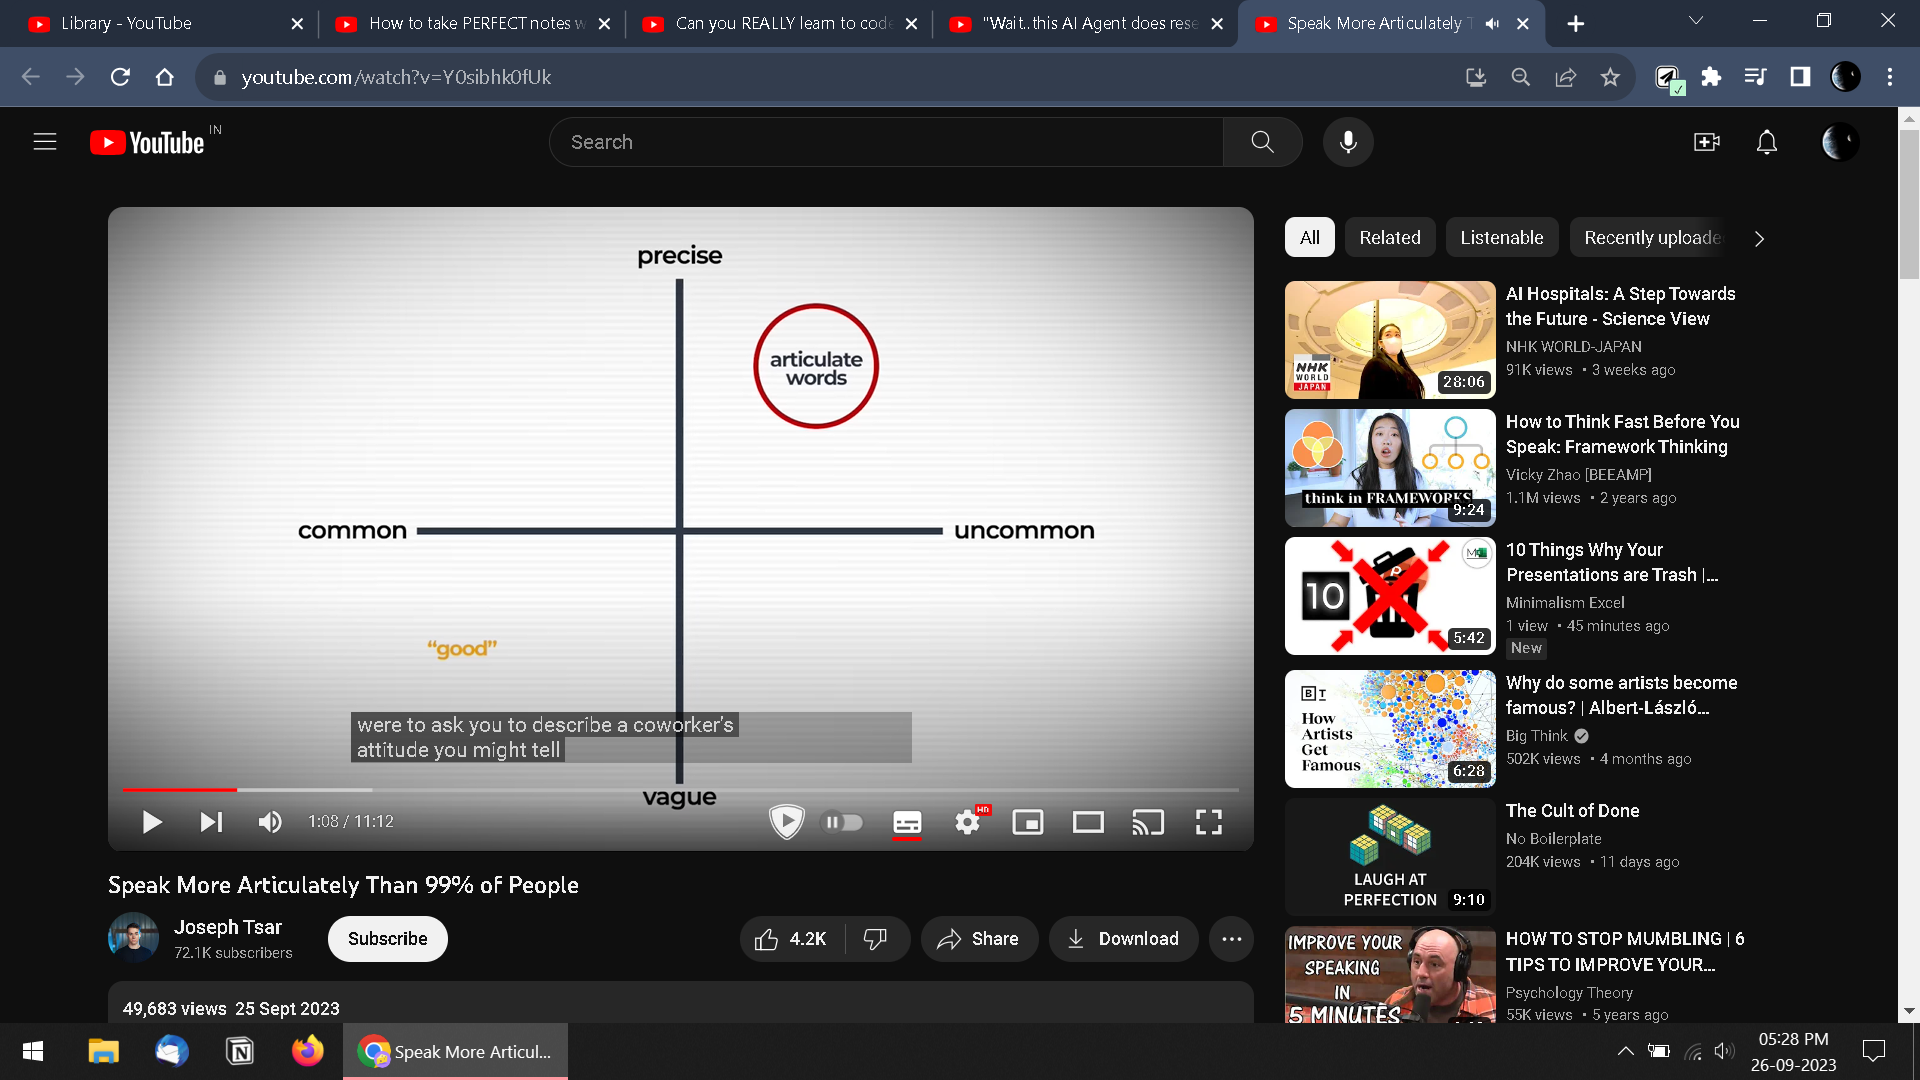 Library - YouTube
How to take PERFECT notes w
Can you REALLY learn to code
"Wait..this AI Agent does rese
Speak More Articulately T
youtube.com/watch?v=Y0sibhk0fUk
YouTube
IN
Search
precise
articulate
words
common
uncommon
“good”
were to ask you to describe a coworker's
attitude you might tell
vague
1:08 / 11:12
HD
Speak More Articulately Than 99% of People
Joseph Tsar
72.1K subscribers
Subscribe
4.2K
Share
Download
49,683 views 25 Sept 2023
All
Related
Listenable
Recently uploade
NHK
WORLD
JAPAN
28:06
AI Hospitals: A Step Towards
the Future - Science View
NHK WORLD-JAPAN
91K views • 3 weeks ago
think in FRAMEWORKS
9:24
How to Think Fast Before You
Speak: Framework Thinking
Vicky Zhao [BEEAMP]
1.1M views • 2 years ago
10
5:42
10 Things Why Your
Presentations are Trash |...
Minimalism Excel
1 view • 45 minutes ago
New
B T
How
Artists
Get
Famous
6:28
Why do some artists become
famous? | Albert-László...
Big Think
502K views • 4 months ago
LAUGH AT
PERFECTION
9:10
The Cult of Done
No Boilerplate
204K views • 11 days ago
IMPROVE YOUR
SPEAKING
IN
5 MINUTES
HOW TO STOP MUMBLING | 6
TIPS TO IMPROVE YOUR...
Psychology Theory
55K views • 5 years ago
Speak More Articul...
05:28 PM
26-09-2023